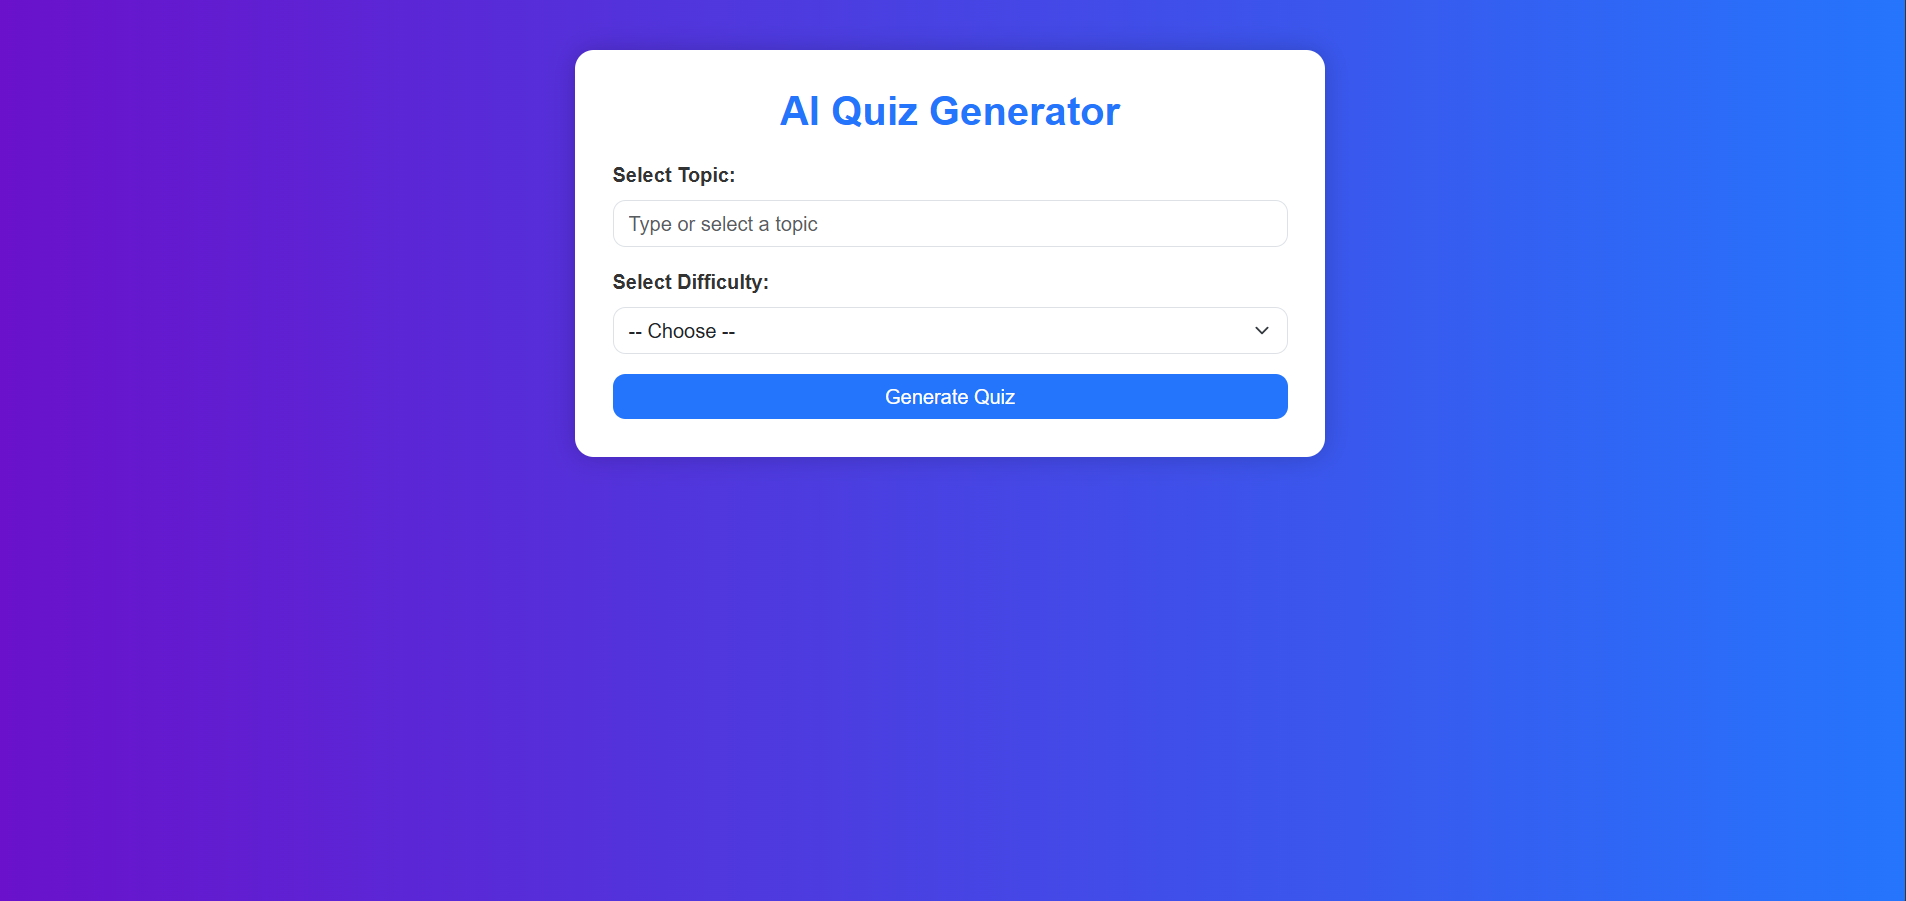 AI Quiz Generator
Select Topic:
Type or select a topic
Select Difficulty:
-- Choose --
Generate Quiz